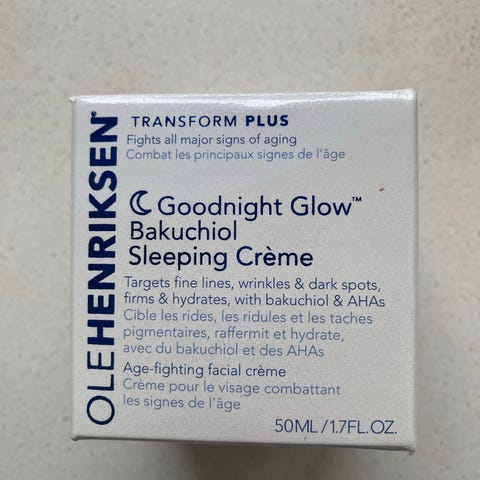 OLEHENRIKSEN®
TRANSFORM PLUS
Fights all major signs of aging
Combat les principaux signes de l'âge
Goodnight Glow™
Bakuchiol
Sleeping Crème
Targets fine lines, wrinkles & dark spots,
firms & hydrates, with bakuchiol & AHAs
Cible les rides, les ridules et les taches
pigmentaires, raffermit et hydrate,
avec du bakuchiol et des AHAs
Age-fighting facial crème
Crème pour le visage combattant
les signes de l'âge
50ML/1.7FL.OZ.